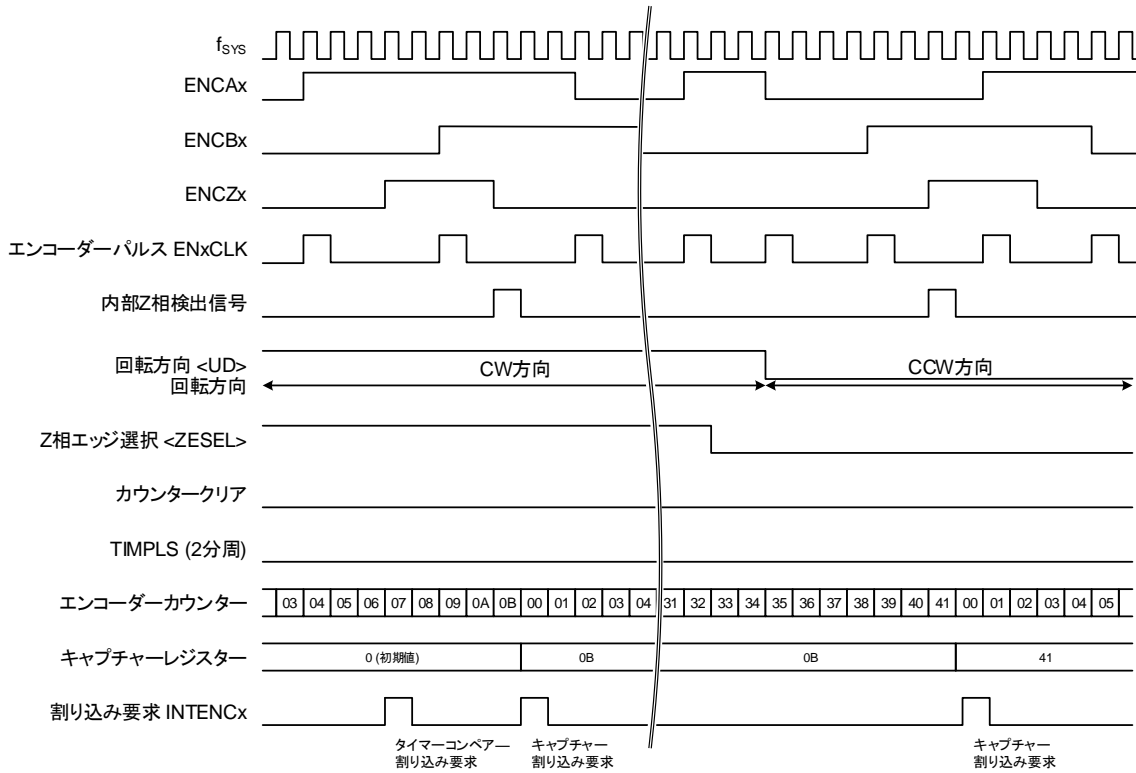 fSYS
ENCAx
ENCBx
ENCZx
エンコーダーパルス ENxCLK
内部Z相検出信号
回転方向 <UD>
回転方向
CW方向
CCW方向
Z相エッジ選択 <ZESEL>
カウンタークリア
TIMPLS (2分周)
エンコーダーカウンター
03 04 05 06 07 08 09 0A 0B 00 01 02 03 04 31 32 33 34 35 36 37 38 39 40 41 00 01 02 03 04 05
キャプチャーレジスター
0 (初期値) 0B 0B 41
割り込み要求 INTENCx
タイマーコンペアー
割り込み要求
キャプチャー
割り込み要求
キャプチャー
割り込み要求